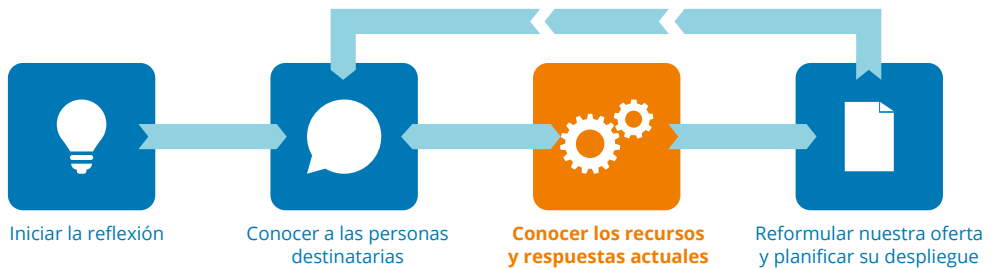 Iniciar la reflexión
Conocer a las personas
destinatarias
Conocer los recursos
y respuestas actuales
Reformular nuestra oferta
y planificar su despliegue